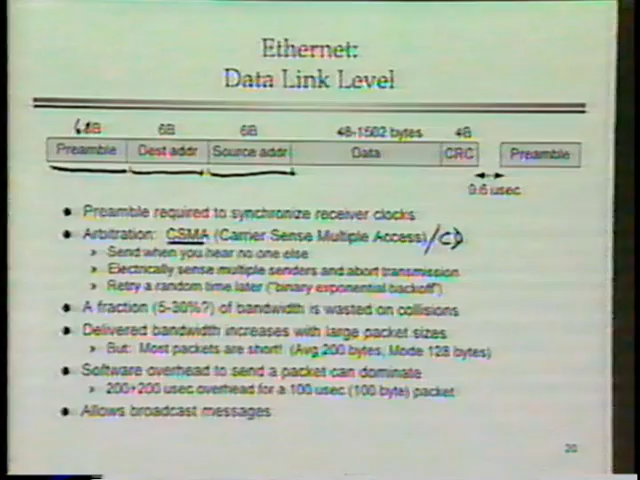 Ethernet:
Data Link Level
6B 6B 48-1502 bytes 4B
Preamble Dest addr Source addr Data CRC Preamble
9.6 usec
Preamble required to synchronize receiver clocks
Arbitration: CSMA (Carrier Sense Multiple Access) /CD
» Send when you hear no one else
» Electrically sense multiple senders and abort transmission
» Retry a random time later ("binary exponential backoff")
A fraction (5-30%?) of bandwidth is wasted on collisions
Delivered bandwidth increases with large packet sizes
» But: Most packets are short! (Avg 200 bytes, Mode 128 bytes)
Software overhead to send a packet can dominate
» 200+200 usec overhead for a 100 usec (100 byte) packet
Allows broadcast messages
20